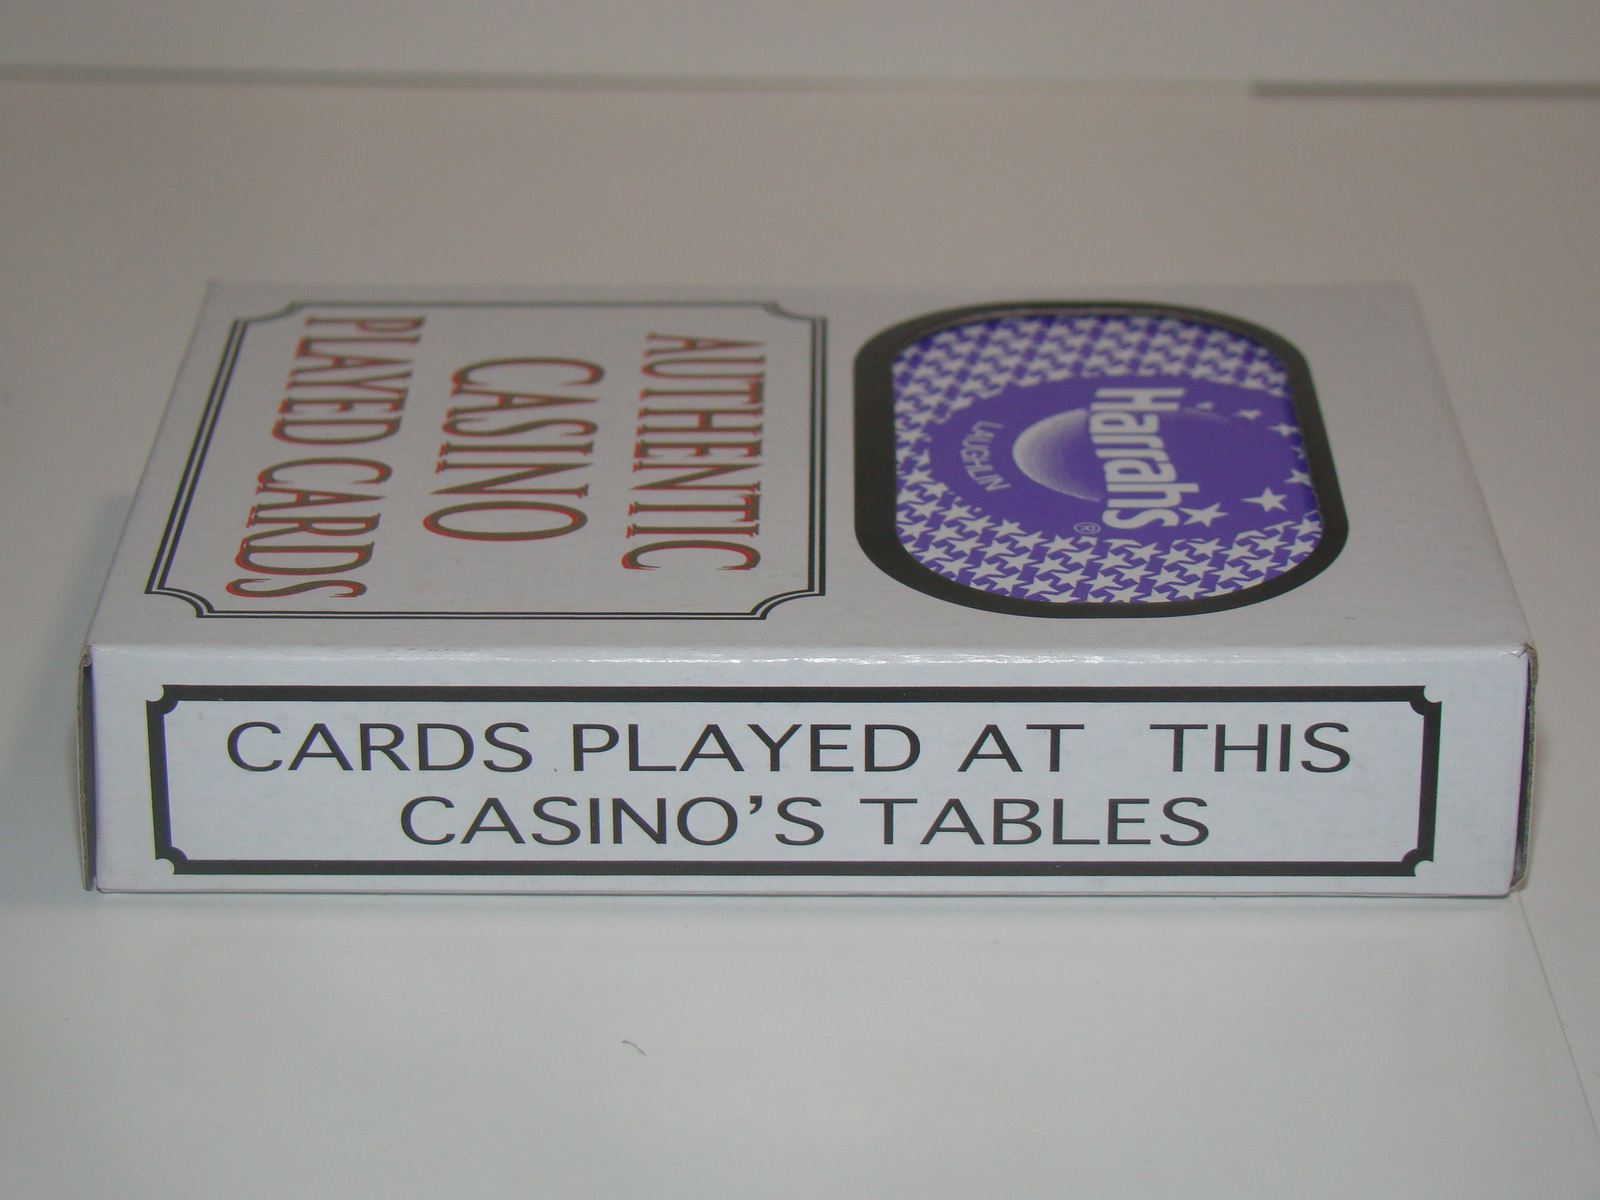 AUTHENTIC
CASINO
PLAYED CARDS
Harrahs®
LAUGHLIN
CARDS PLAYED AT THIS
CASINO’S TABLES